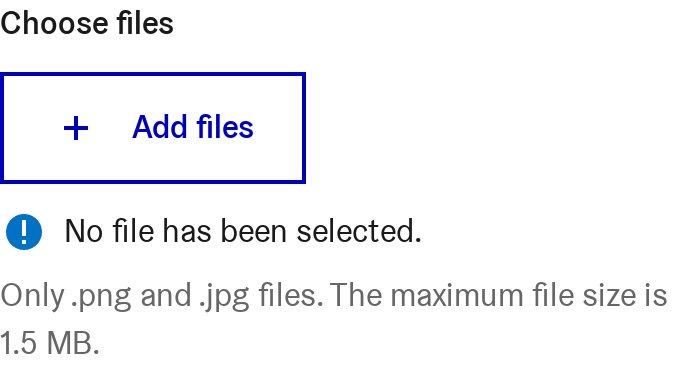 Choose files
Add files
No file has been selected.
Only .png and .jpg files. The maximum file size is
1.5 MB.